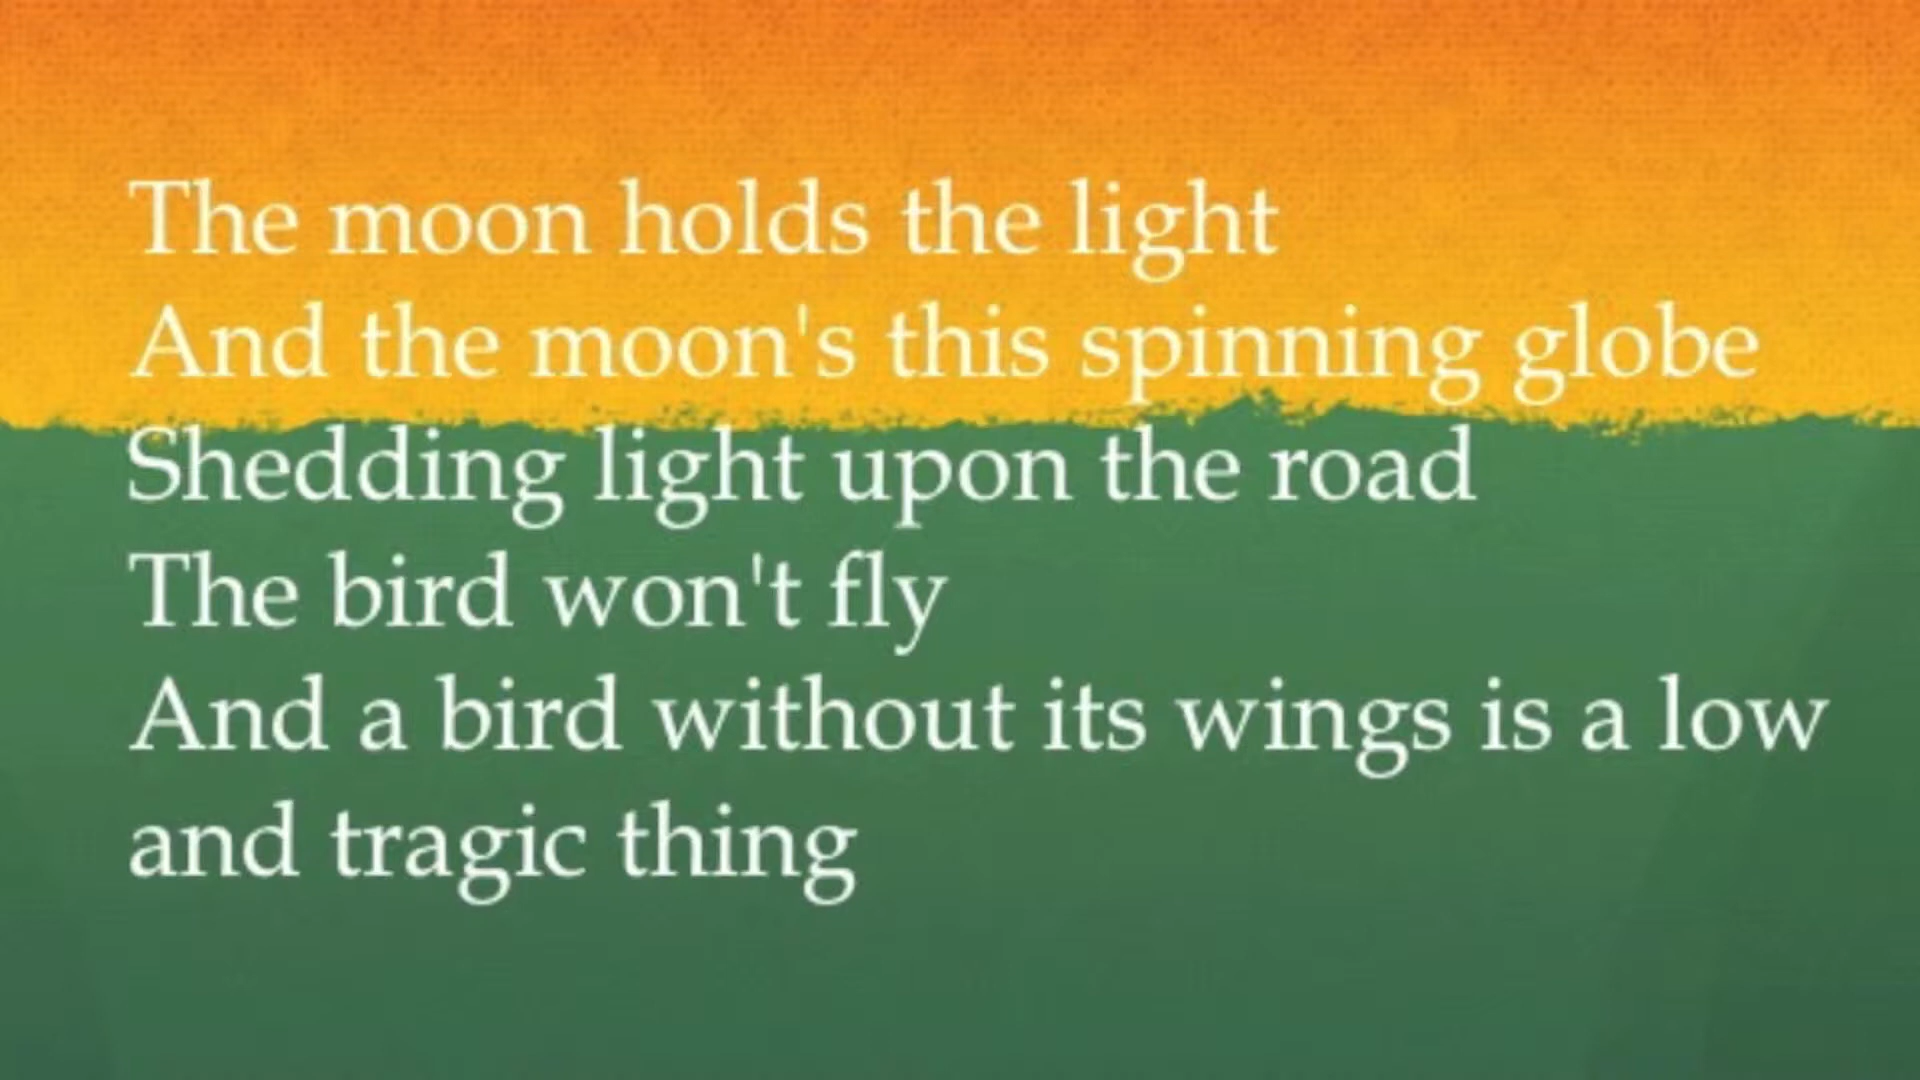 The moon holds the light
And the moon's this spinning globe
Shedding light upon the road
The bird won't fly
And a bird without its wings is a low
and tragic thing